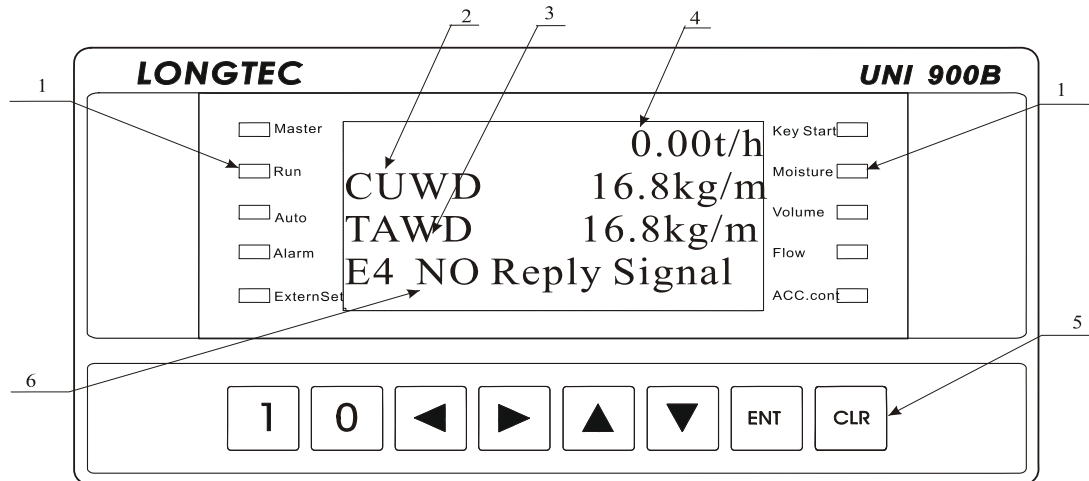 2 3 4
LONGTEC UNI 900B
1 1
Master 0.00t/h Key Start
Run CUWD 16.8kg/m Moisture
Auto TAWD 16.8kg/m Volume
Alarm E4 NO Reply Signal Flow
ExternSet ACC.cont
5
6
1 0 ◀ ▶ ▲ ▼ ENT CLR